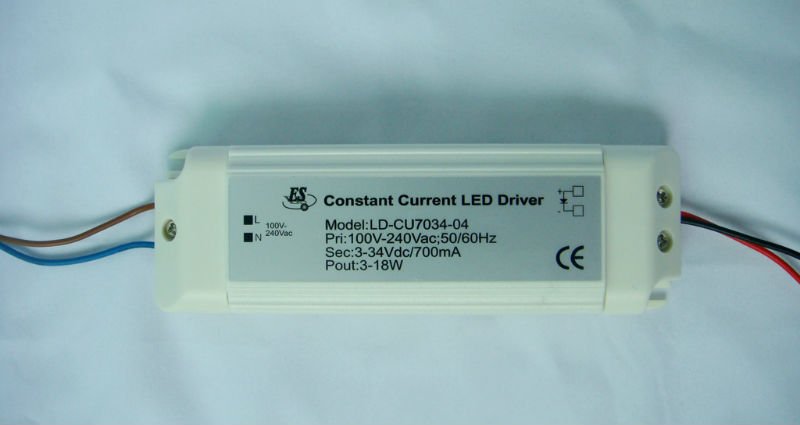 ES
Constant Current LED Driver
L
N
100V-
240Vac
Model:LD-CU7034-04
Pri:100V-240Vac;50/60Hz
Sec:3-34Vdc/700mA
Pout:3-18W
+
-
CE